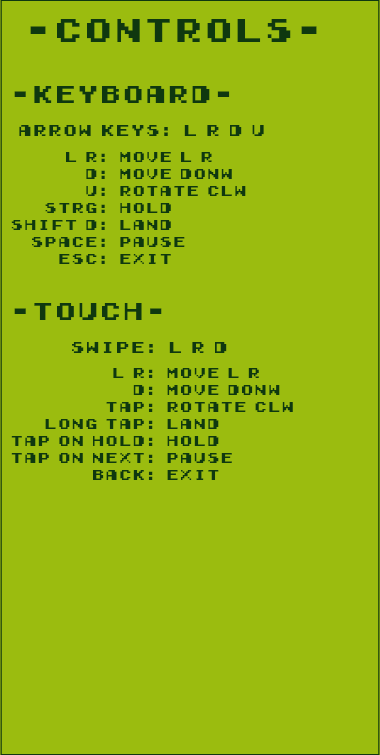 -CONTROLS-
-KEYBOARD-
ARROW KEYS: L R D U
L R: MOVE L R
D: MOVE DONW
U: ROTATE CLW
STRG: HOLD
SHIFT D: LAND
SPACE: PAUSE
ESC: EXIT
-TOUCH-
SWIPE: L R D
L R: MOVE L R
D: MOVE DONW
TAP: ROTATE CLW
LONG TAP: LAND
TAP ON HOLD: HOLD
TAP ON NEXT: PAUSE
BACK: EXIT